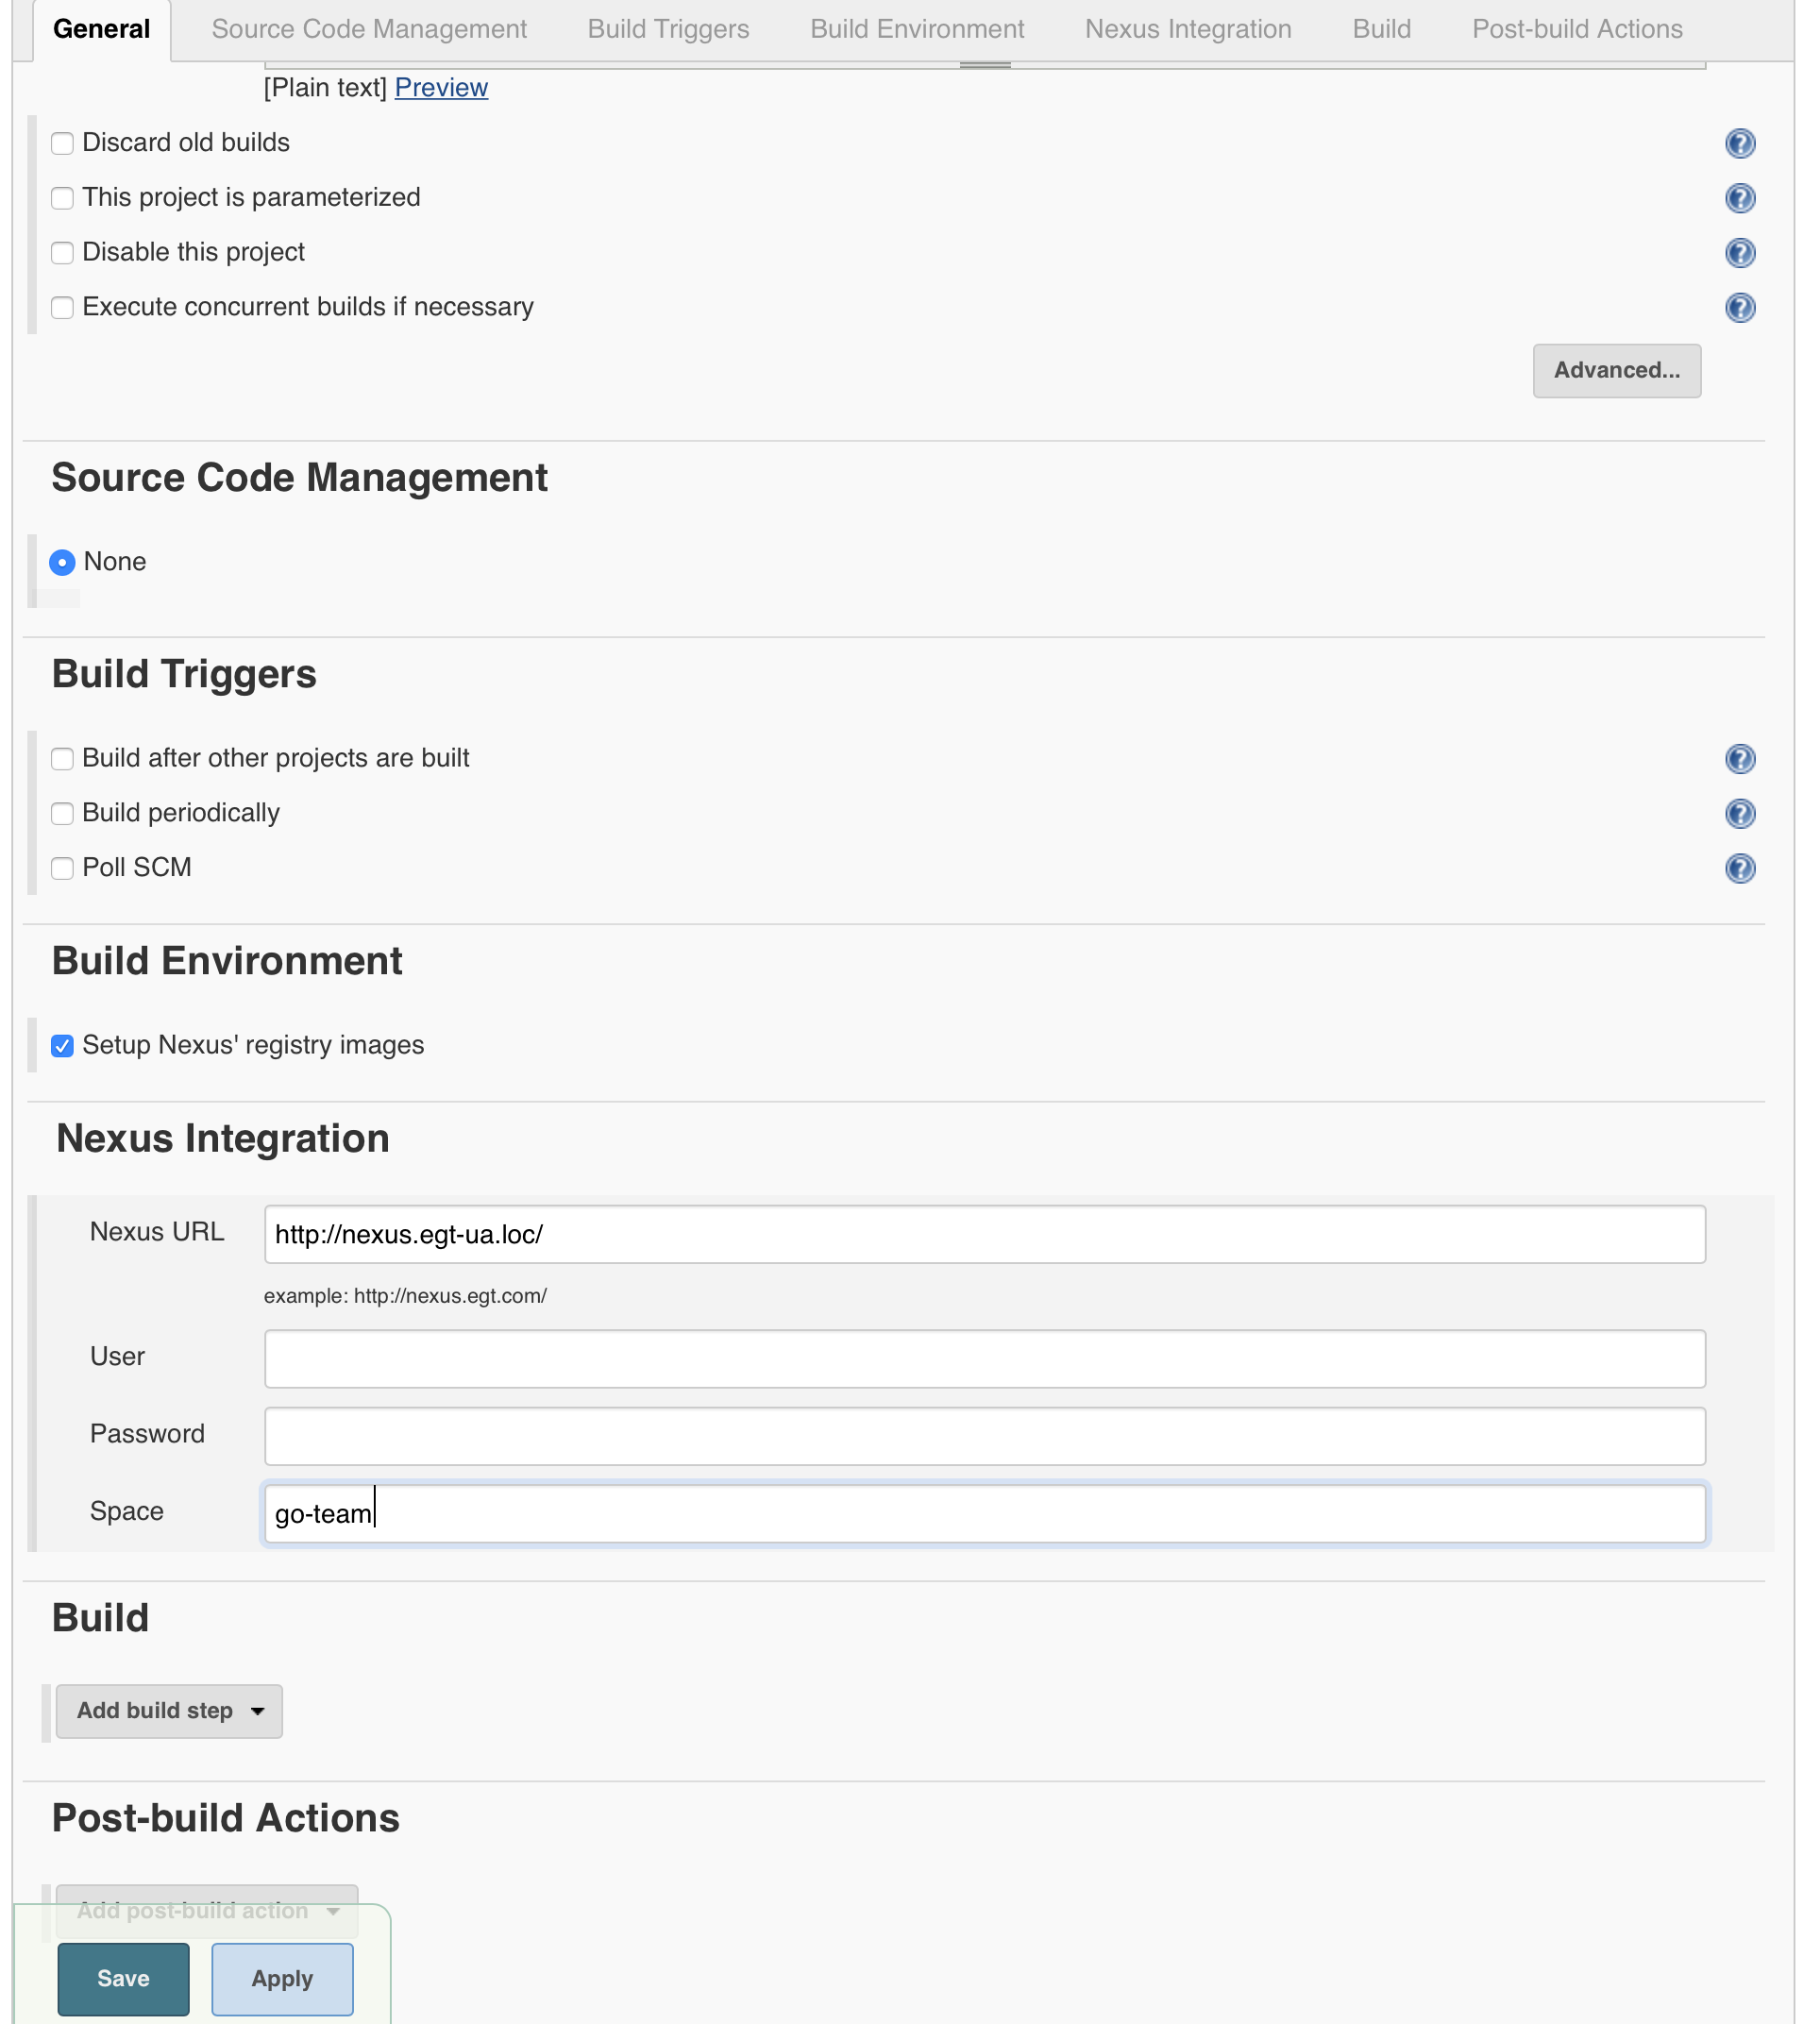 General Source Code Management Build Triggers Build Environment Nexus Integration Build Post-build Actions
[Plain text] Preview
Discard old builds
This project is parameterized
Disable this project
Execute concurrent builds if necessary
Advanced...
Source Code Management
None
Build Triggers
Build after other projects are built
Build periodically
Poll SCM
Build Environment
Setup Nexus' registry images
Nexus Integration
Nexus URL http://nexus.egt-ua.loc/
example: http://nexus.egt.com/
User
Password
Space go-team
Build
Add build step
Post-build Actions
Add post-build action
Save Apply